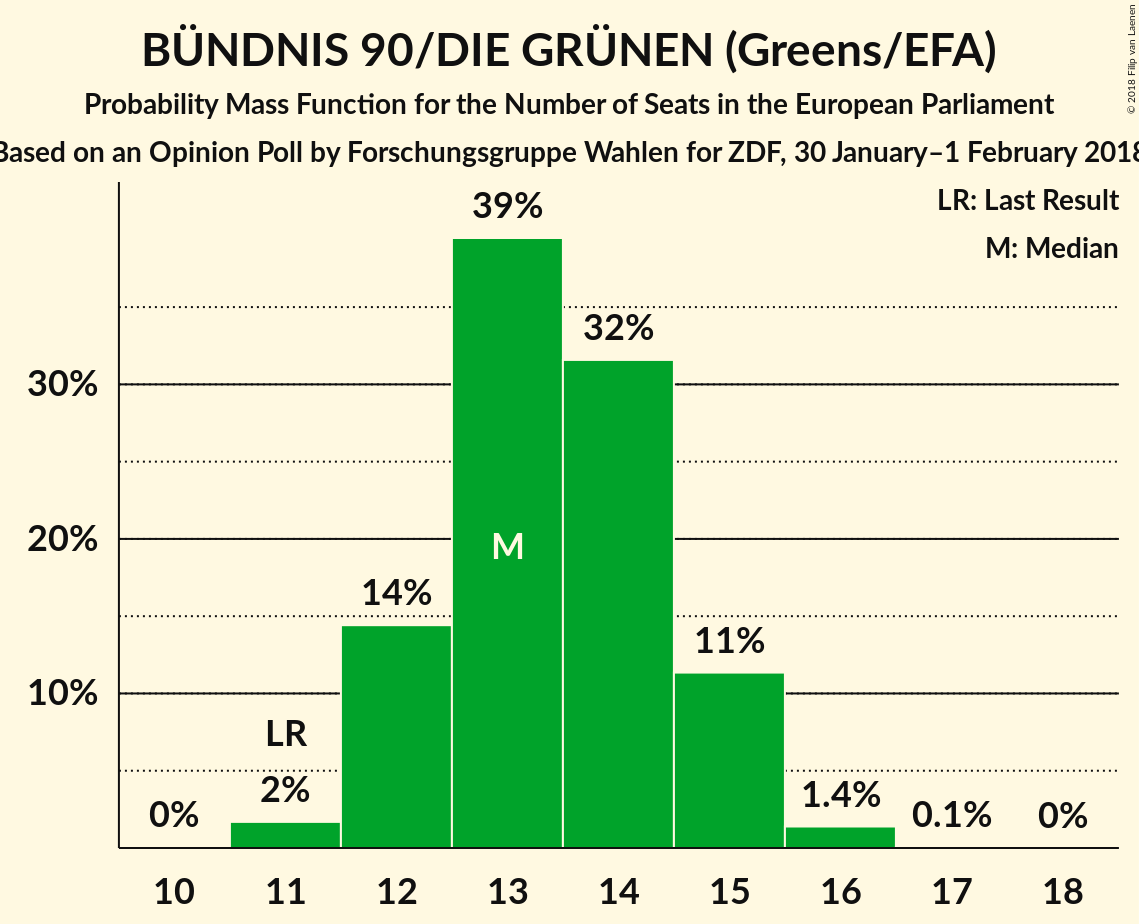 BÜNDNIS 90/DIE GRÜNEN (Greens/EFA)
Probability Mass Function for the Number of Seats in the European Parliament
Based on an Opinion Poll by Forschungsgruppe Wahlen for ZDF, 30 January–1 February 2018
© 2018 Filip van Laenen
LR: Last Result
M: Median
39%
32%
30%
20%
M
14%
11%
10%
LR
2%
1.4%
0%
0.1%
0%
10 11 12 13 14 15 16 17 18